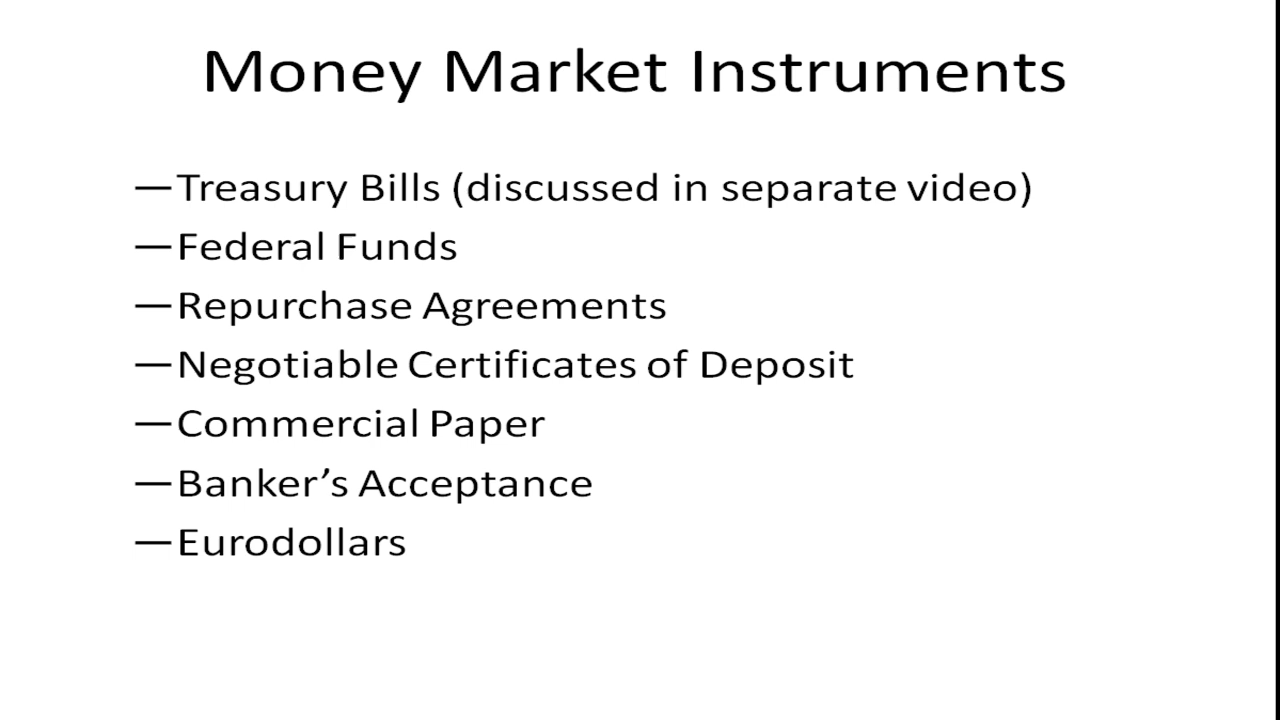 Money Market Instruments
—Treasury Bills (discussed in separate video)
—Federal Funds
—Repurchase Agreements
—Negotiable Certificates of Deposit
—Commercial Paper
—Banker’s Acceptance
—Eurodollars